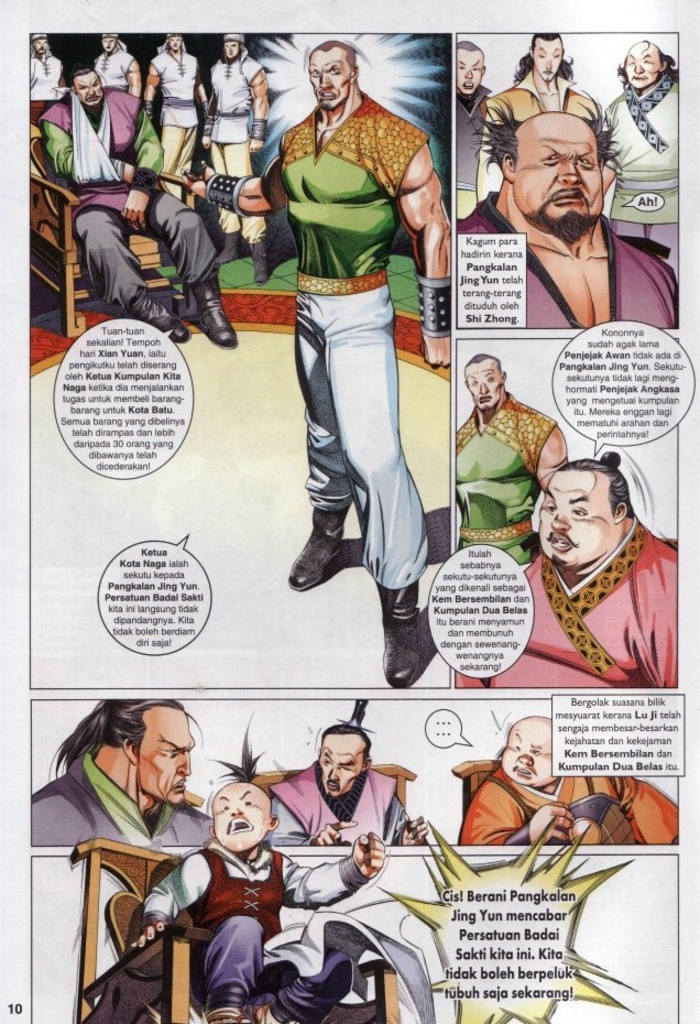 Tuan-tuan
sekalian! Tempoh
hari Xian Yuan, iaitu
pengikutku telah diserang
oleh Ketua Kumpulan Kita
Naga ketika dia menjalankan
tugas untuk membeli barang-
barang untuk Kota Batu.
Semua barang yang dibelinya
telah dirampas dan lebih
daripada 30 orang yang
dibawanya telah
dicederakan!
Ketua
Kota Naga ialah
sekutu kepada
Pangkalan Jing Yun.
Persatuan Badai Sakti
kita ini langsung tidak
dipandangnya. Kita
tidak boleh berdiam
diri saja!
Ah!
Kagum para
hadirin kerana
Pangkalan
Jing Yun telah
terang-terang
dituduh oleh
Shi Zhong.
Kononnya
sudah agak lama
Penjejak Awan tidak ada di
Pangkalan Jing Yun. Sekutu-
sekutunya tidak lagi meng-
hormati Penjejak Angkasa
yang mengetuai kumpulan
itu. Mereka enggan lagi
mematuhi arahan dan
perintahnya!
Itulah
sebabnya
sekutu-sekutunya
yang dikenali sebagai
Kem Bersembilan dan
Kumpulan Dua Belas
itu berani menyamun
dan membunuh
dengan sewenang-
wenangnya
sekarang!
... ...
Bergolak suasana bilik
mesyuarat kerana Lu Ji telah
sengaja membesar-besarkan
kejahatan dan kekejaman
Kem Bersembilan dan
Kumpulan Dua Belas itu.
Cis! Berani Pangkalan
Jing Yun mencabar
Persatuan Badai
Sakti kita ini. Kita
tidak boleh berpeluk
tubuh saja sekarang!
10